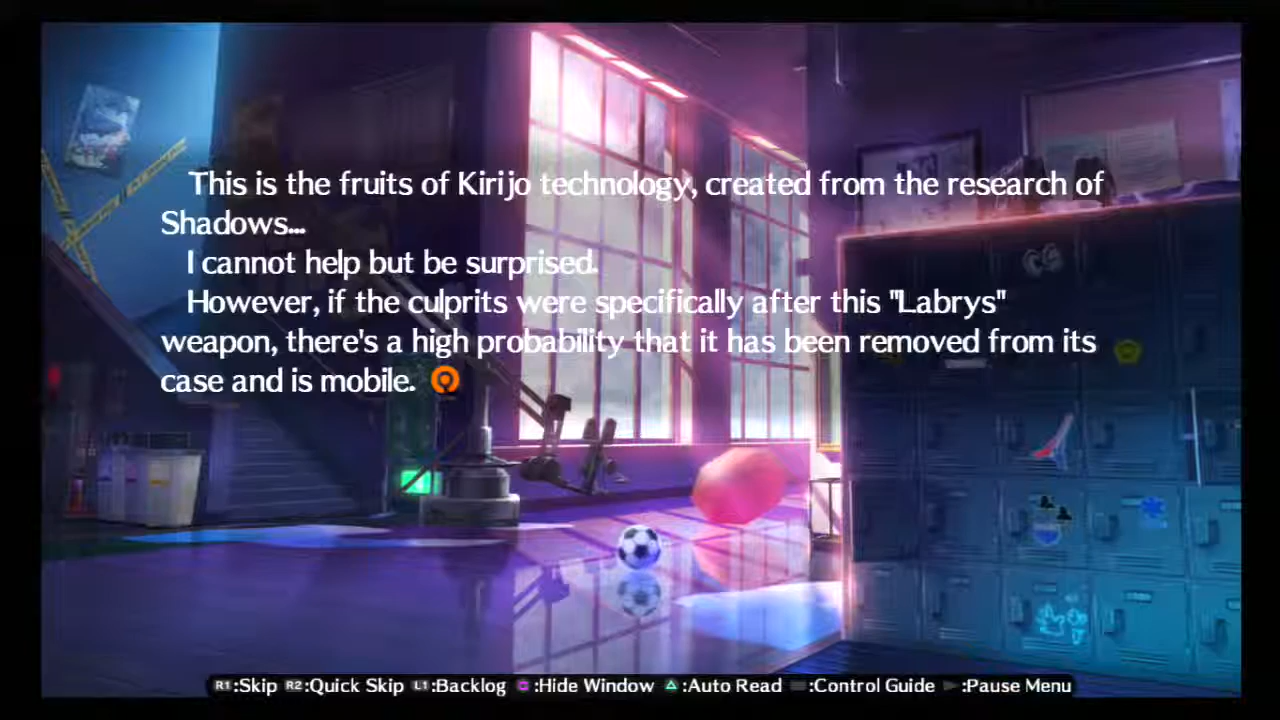 This is the fruits of Kirijo technology, created from the research of
Shadows...
I cannot help but be surprised.
However, if the culprits were specifically after this "Labrys"
weapon, there's a high probability that it has been removed from its
case and is mobile.
R1:Skip R2:Quick Skip L1:Backlog :Hide Window :Auto Read :Control Guide :Pause Menu